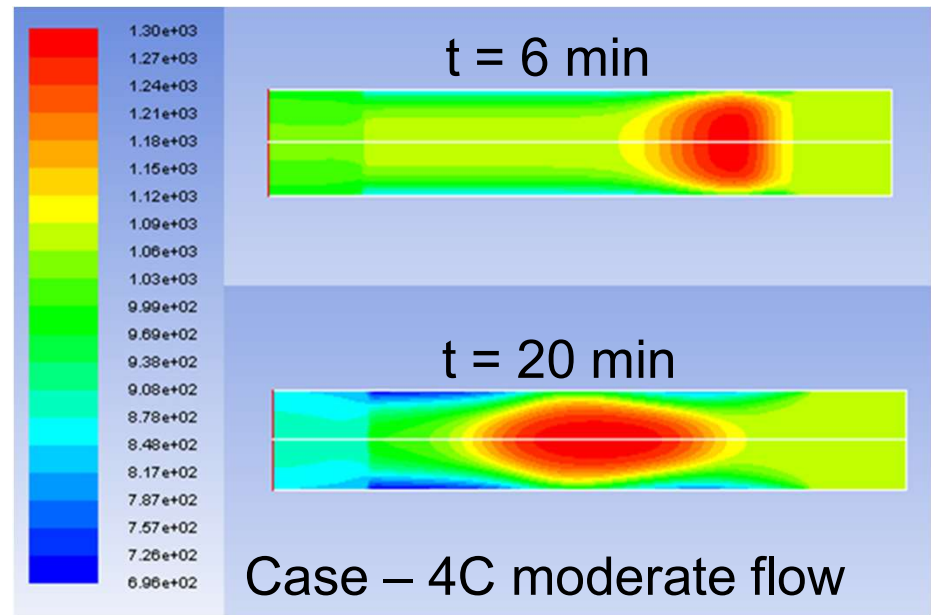 1.30e+03
1.27e+03
1.24e+03
1.21e+03
1.18e+03
1.15e+03
1.12e+03
1.09e+03
1.06e+03
1.03e+03
9.99e+02
9.69e+02
9.38e+02
9.08e+02
8.78e+02
8.48e+02
8.17e+02
7.87e+02
7.57e+02
7.26e+02
6.96e+02
t = 6 min
t = 20 min
Case – 4C moderate flow